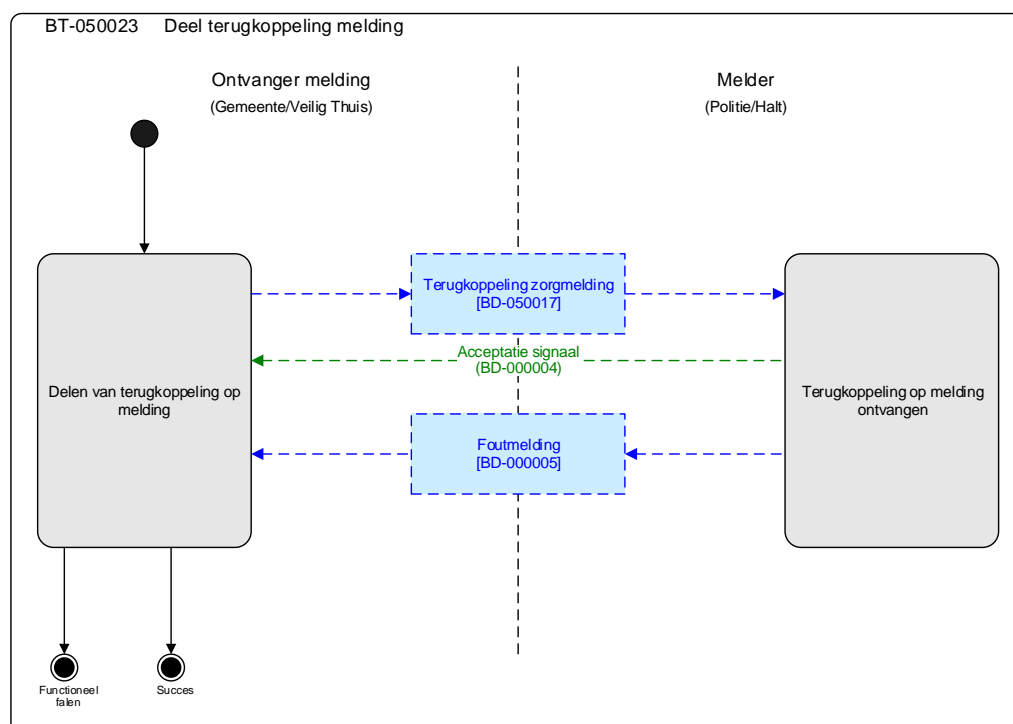 BT-050023 Deel terugkoppeling melding
Ontvanger melding
(Gemeente/Veilig Thuis)
Melder
(Politie/Halt)
Terugkoppeling zorgmelding
[BD-050017]
Acceptatie signaal
(BD-000004)
Delen van terugkoppeling op
melding
Terugkoppeling op melding
ontvangen
Foutmelding
[BD-000005]
Functioneel
falen
Succes